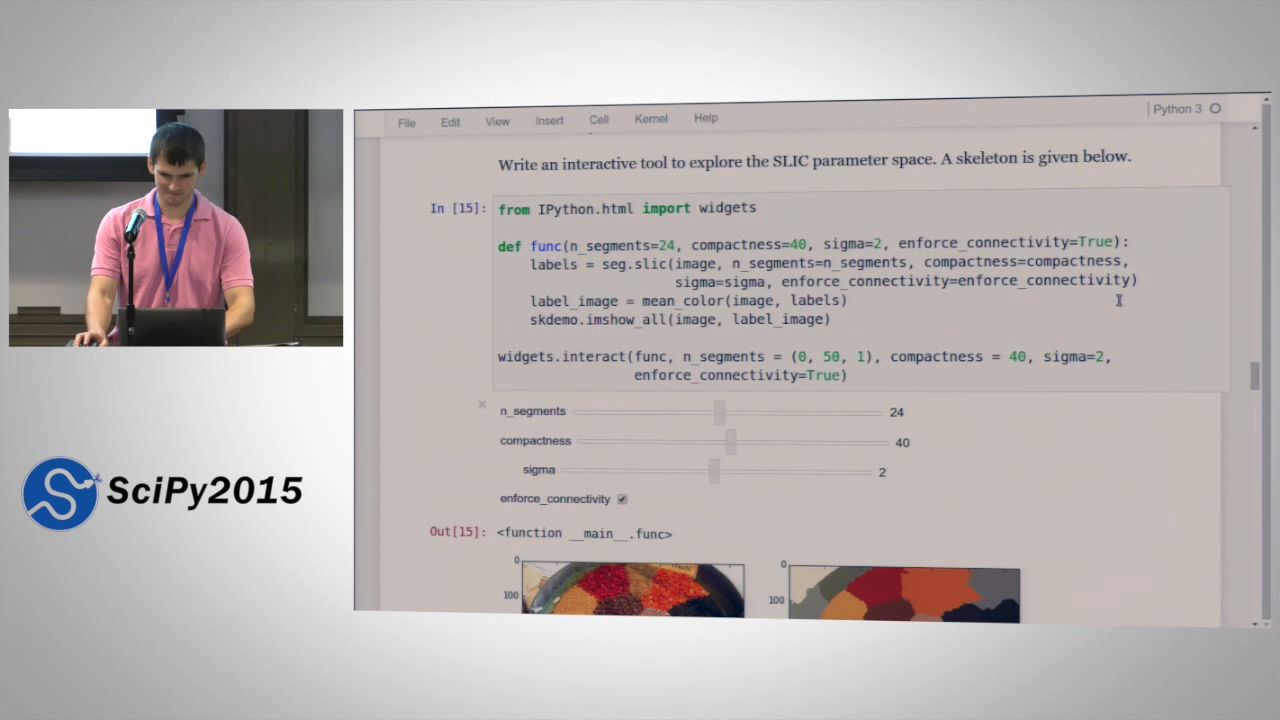 File Edit View Insert Cell Kernel Help
Python 3
Write an interactive tool to explore the SLIC parameter space. A skeleton is given below.
In [15]:
from IPython.html import widgets
def func(n_segments=24, compactness=40, sigma=2, enforce_connectivity=True):
labels = seg.slic(image, n_segments=n_segments, compactness=compactness,
sigma=sigma, enforce_connectivity=enforce_connectivity)
label_image = mean_color(image, labels)
skdemo.imshow_all(image, label_image)
widgets.interact(func, n_segments = (0, 50, 1), compactness = 40, sigma=2,
enforce_connectivity=True)
n_segments 24
compactness 40
sigma 2
enforce_connectivity
Out[15]: <function __main__.func>
0
100
0
100
SciPy2015